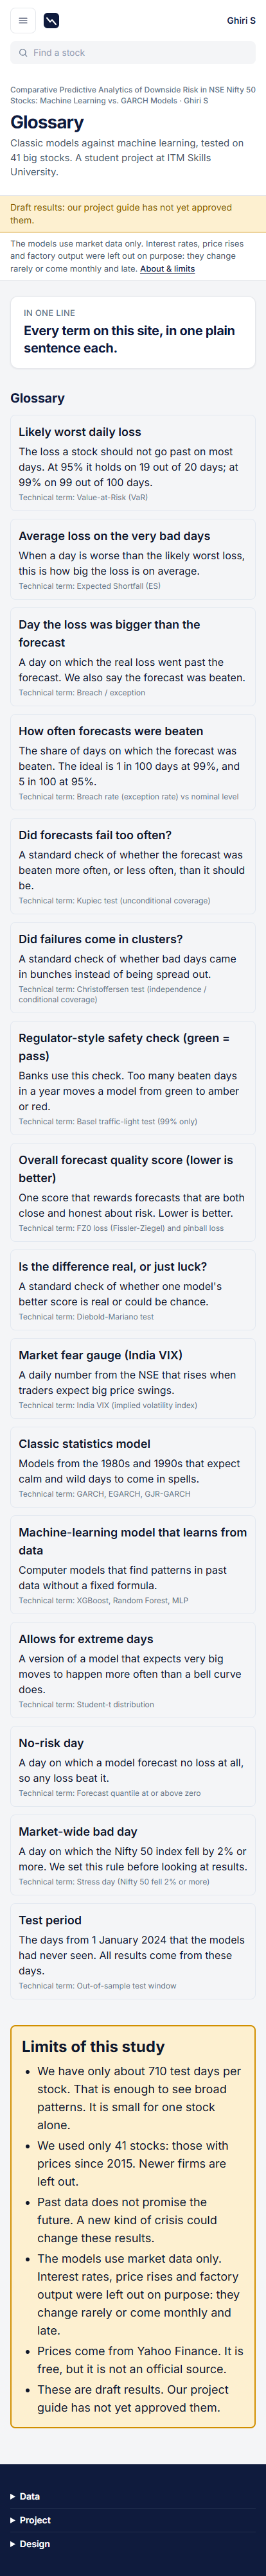 Ghiri S
Find a stock
Comparative Predictive Analytics of Downside Risk in NSE Nifty 50
Stocks: Machine Learning vs. GARCH Models · Ghiri S
Glossary
Classic models against machine learning, tested on
41 big stocks. A student project at ITM Skills
University.
Draft results: our project guide has not yet approved
them.
The models use market data only. Interest rates, price rises
and factory output were left out on purpose: they change
rarely or come monthly and late. About & limits
IN ONE LINE
Every term on this site, in one plain
sentence each.
Glossary
Likely worst daily loss
The loss a stock should not go past on most
days. At 95% it holds on 19 out of 20 days; at
99% on 99 out of 100 days.
Technical term: Value-at-Risk (VaR)
Average loss on the very bad days
When a day is worse than the likely worst loss,
this is how big the loss is on average.
Technical term: Expected Shortfall (ES)
Day the loss was bigger than the
forecast
A day on which the real loss went past the
forecast. We also say the forecast was beaten.
Technical term: Breach / exception
How often forecasts were beaten
The share of days on which the forecast was
beaten. The ideal is 1 in 100 days at 99%, and
5 in 100 at 95%.
Technical term: Breach rate (exception rate) vs nominal level
Did forecasts fail too often?
A standard check of whether the forecast was
beaten more often, or less often, than it should
be.
Technical term: Kupiec test (unconditional coverage)
Did failures come in clusters?
A standard check of whether bad days came
in bunches instead of being spread out.
Technical term: Christoffersen test (independence /
conditional coverage)
Regulator-style safety check (green =
pass)
Banks use this check. Too many beaten days
in a year moves a model from green to amber
or red.
Technical term: Basel traffic-light test (99% only)
Overall forecast quality score (lower is
better)
One score that rewards forecasts that are both
close and honest about risk. Lower is better.
Technical term: FZ0 loss (Fissler-Ziegel) and pinball loss
Is the difference real, or just luck?
A standard check of whether one model's
better score is real or could be chance.
Technical term: Diebold-Mariano test
Market fear gauge (India VIX)
A daily number from the NSE that rises when
traders expect big price swings.
Technical term: India VIX (implied volatility index)
Classic statistics model
Models from the 1980s and 1990s that expect
calm and wild days to come in spells.
Technical term: GARCH, EGARCH, GJR-GARCH
Machine-learning model that learns from
data
Computer models that find patterns in past
data without a fixed formula.
Technical term: XGBoost, Random Forest, MLP
Allows for extreme days
A version of a model that expects very big
moves to happen more often than a bell curve
does.
Technical term: Student-t distribution
No-risk day
A day on which a model forecast no loss at all,
so any loss beat it.
Technical term: Forecast quantile at or above zero
Market-wide bad day
A day on which the Nifty 50 index fell by 2% or
more. We set this rule before looking at results.
Technical term: Stress day (Nifty 50 fell 2% or more)
Test period
The days from 1 January 2024 that the models
had never seen. All results come from these
days.
Technical term: Out-of-sample test window
Limits of this study
• We have only about 710 test days per
stock. That is enough to see broad
patterns. It is small for one stock
alone.
• We used only 41 stocks: those with
prices since 2015. Newer firms are
left out.
• Past data does not promise the
future. A new kind of crisis could
change these results.
• The models use market data only.
Interest rates, price rises and factory
output were left out on purpose: they
change rarely or come monthly and
late.
• Prices come from Yahoo Finance. It is
free, but it is not an official source.
• These are draft results. Our project
guide has not yet approved them.
Data
Project
Design